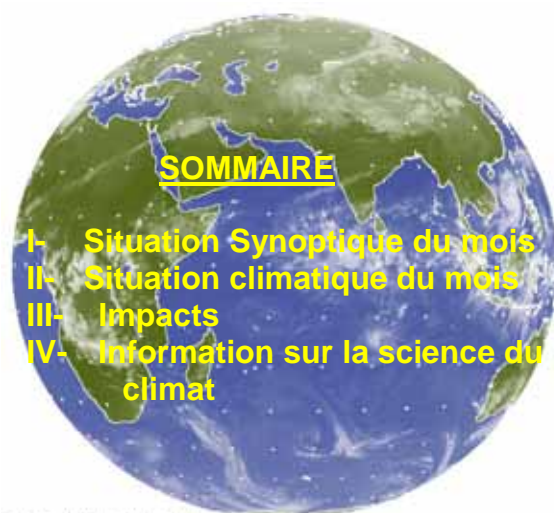 SOMMAIRE
I- Situation Synoptique du mois
II- Situation climatique du mois
III- Impacts
IV- Information sur la science du
climat